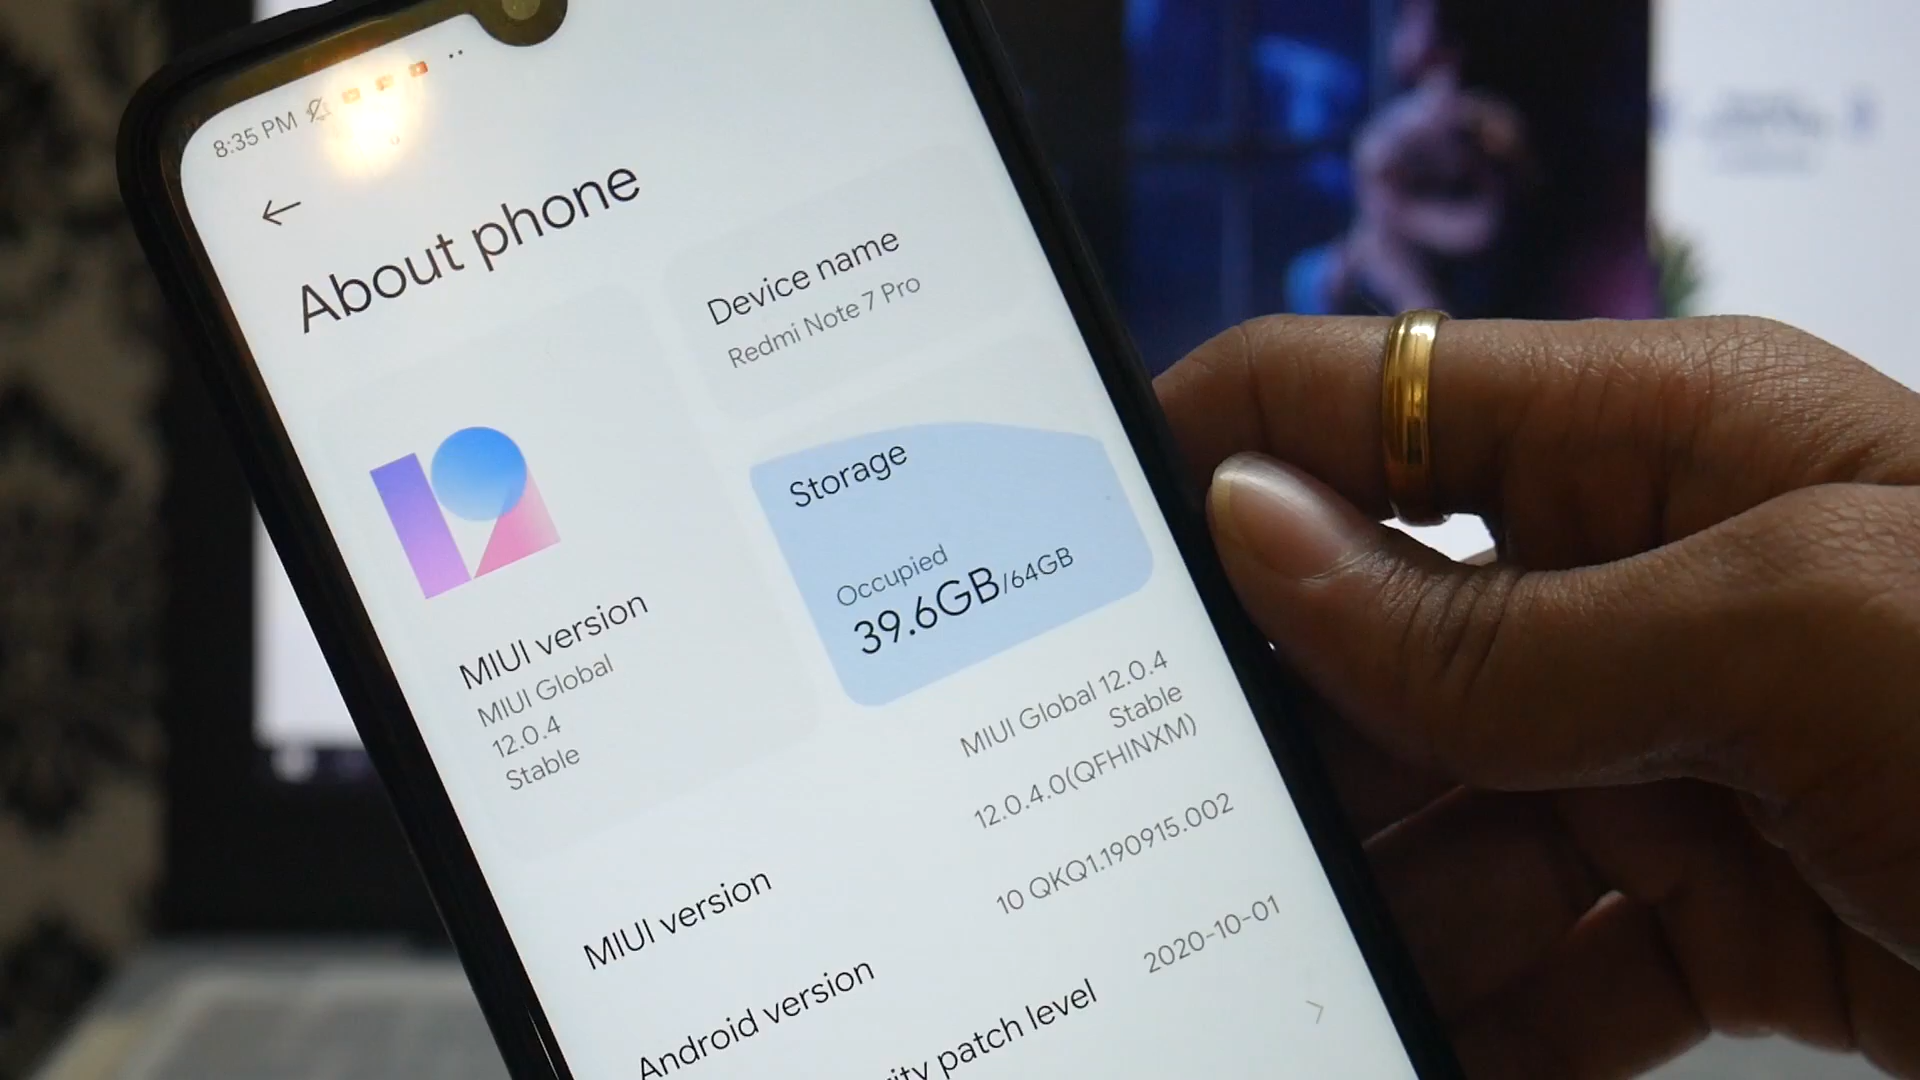 8:35 PM
About phone
Device name
Redmi Note 7 Pro
Storage
Occupied
39.6GB/64GB
MIUI version
MIUI Global
12.0.4
Stable
MIUI version
MIUI Global 12.0.4
Stable
12.0.4.0(QFHINXM)
Android version
10 QKQ1.190915.002
patch level
2020-10-01